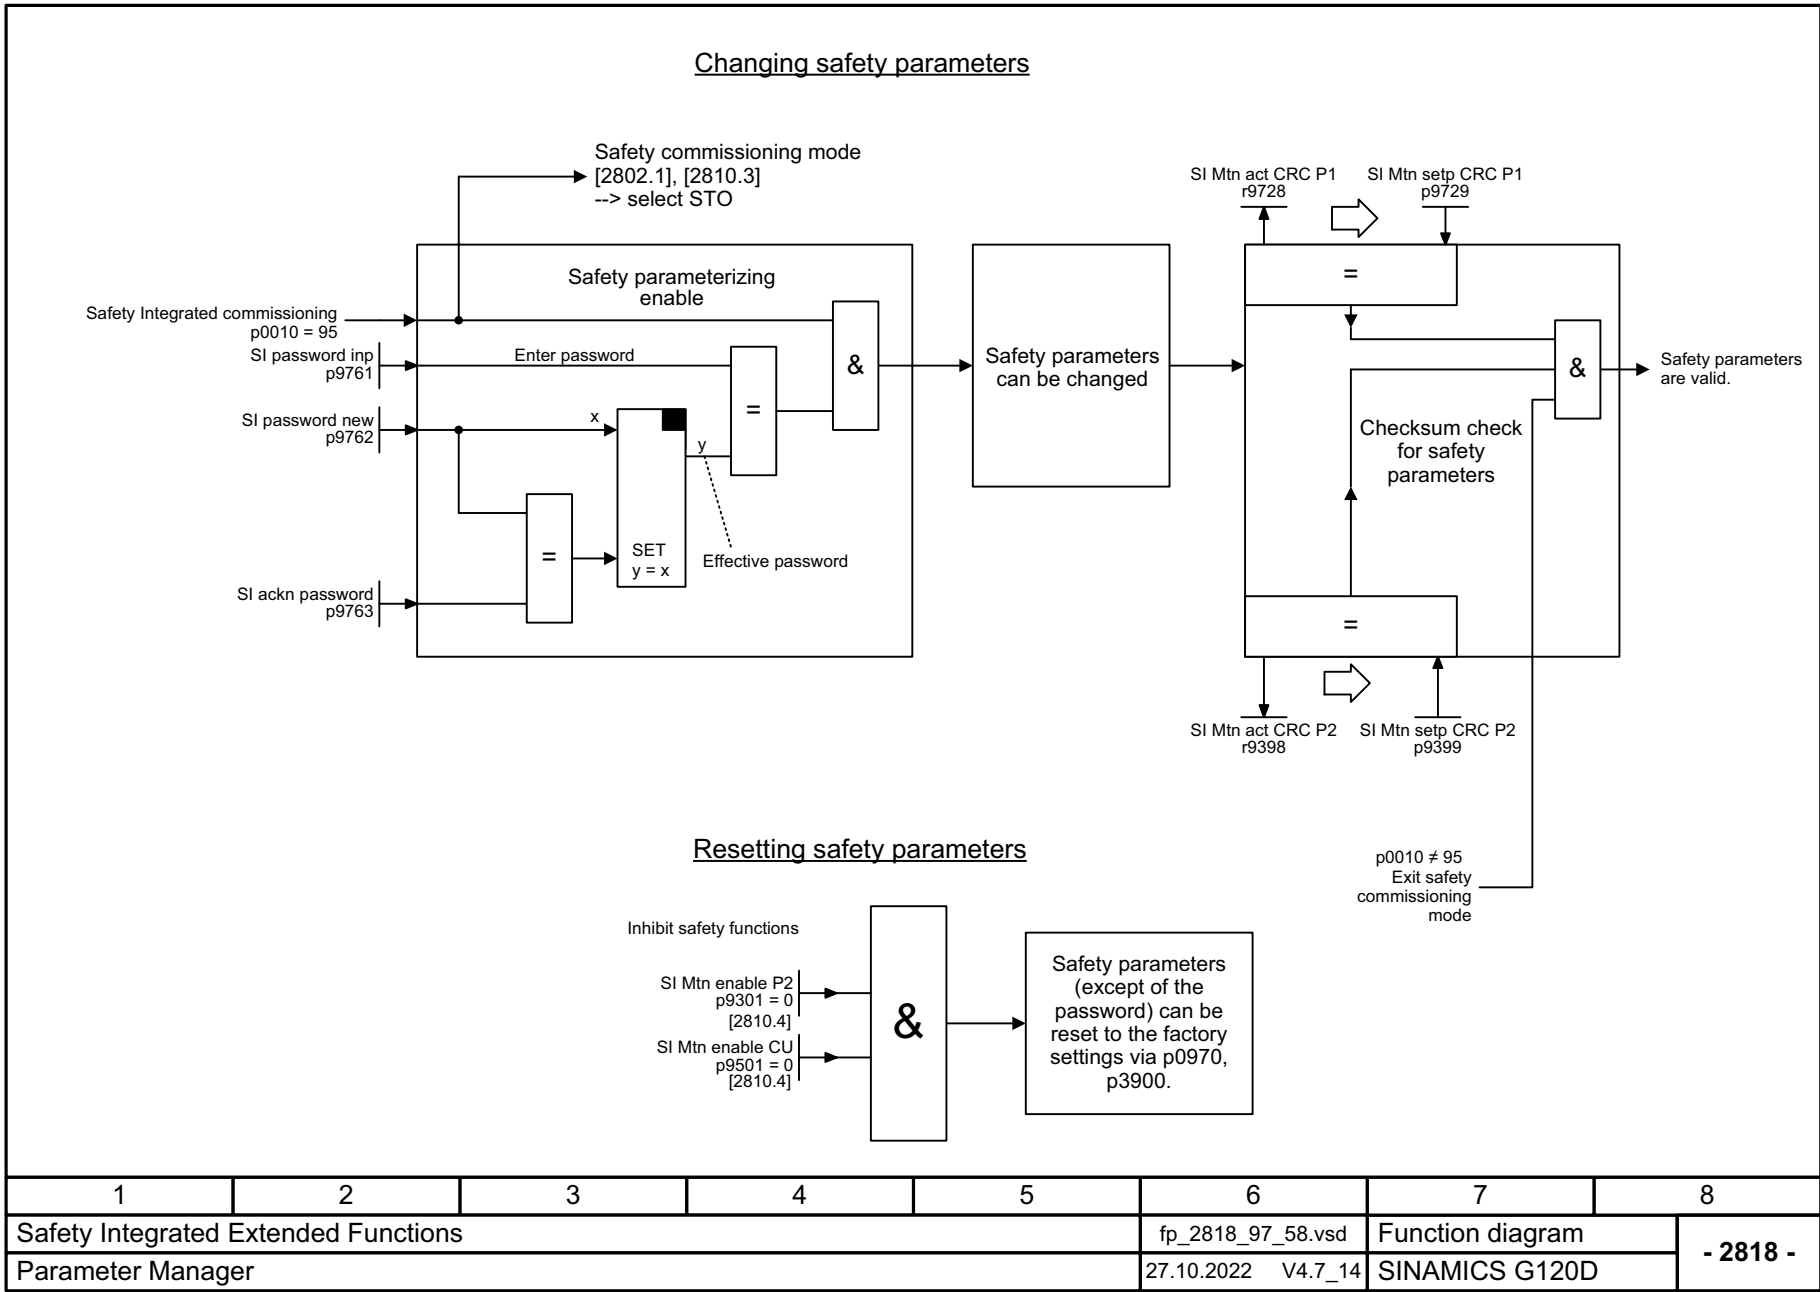 Changing safety parameters
Safety commissioning mode
[2802.1], [2810.3]
--> select STO
SI Mtn act CRC P1
r9728
SI Mtn setp CRC P1
p9729
Safety parameterizing
enable
=
Safety Integrated commissioning
p0010 = 95
SI password inp
p9761
Enter password
&
Safety parameters
can be changed
&
Safety parameters
are valid.
SI password new
p9762
x
=
y
Checksum check
for safety
parameters
=
SET
y = x
Effective password
SI ackn password
p9763
=
SI Mtn act CRC P2
r9398
SI Mtn setp CRC P2
p9399
Resetting safety parameters
p0010 ≠ 95
Exit safety
commissioning
mode
Inhibit safety functions
SI Mtn enable P2
p9301 = 0
[2810.4]
SI Mtn enable CU
p9501 = 0
[2810.4]
&
Safety parameters
(except of the
password) can be
reset to the factory
settings via p0970,
p3900.
1 2 3 4 5 6 7 8
Safety Integrated Extended Functions
fp_2818_97_58.vsd
Function diagram
- 2818 -
Parameter Manager
27.10.2022 V4.7_14
SINAMICS G120D